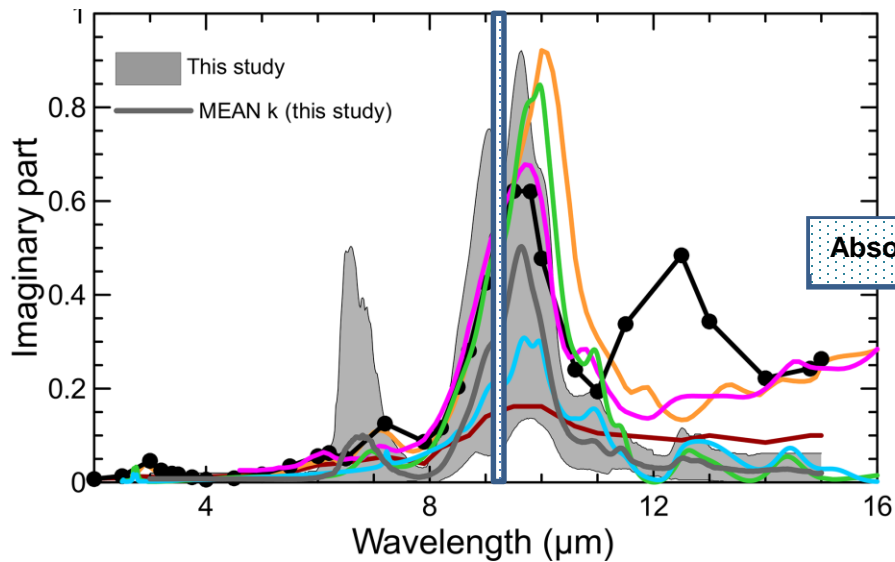 1
0.8
0.6
0.4
0.2
0
Imaginary part
This study
MEAN k (this study)
Abso
4
8
12
16
Wavelength (μm)